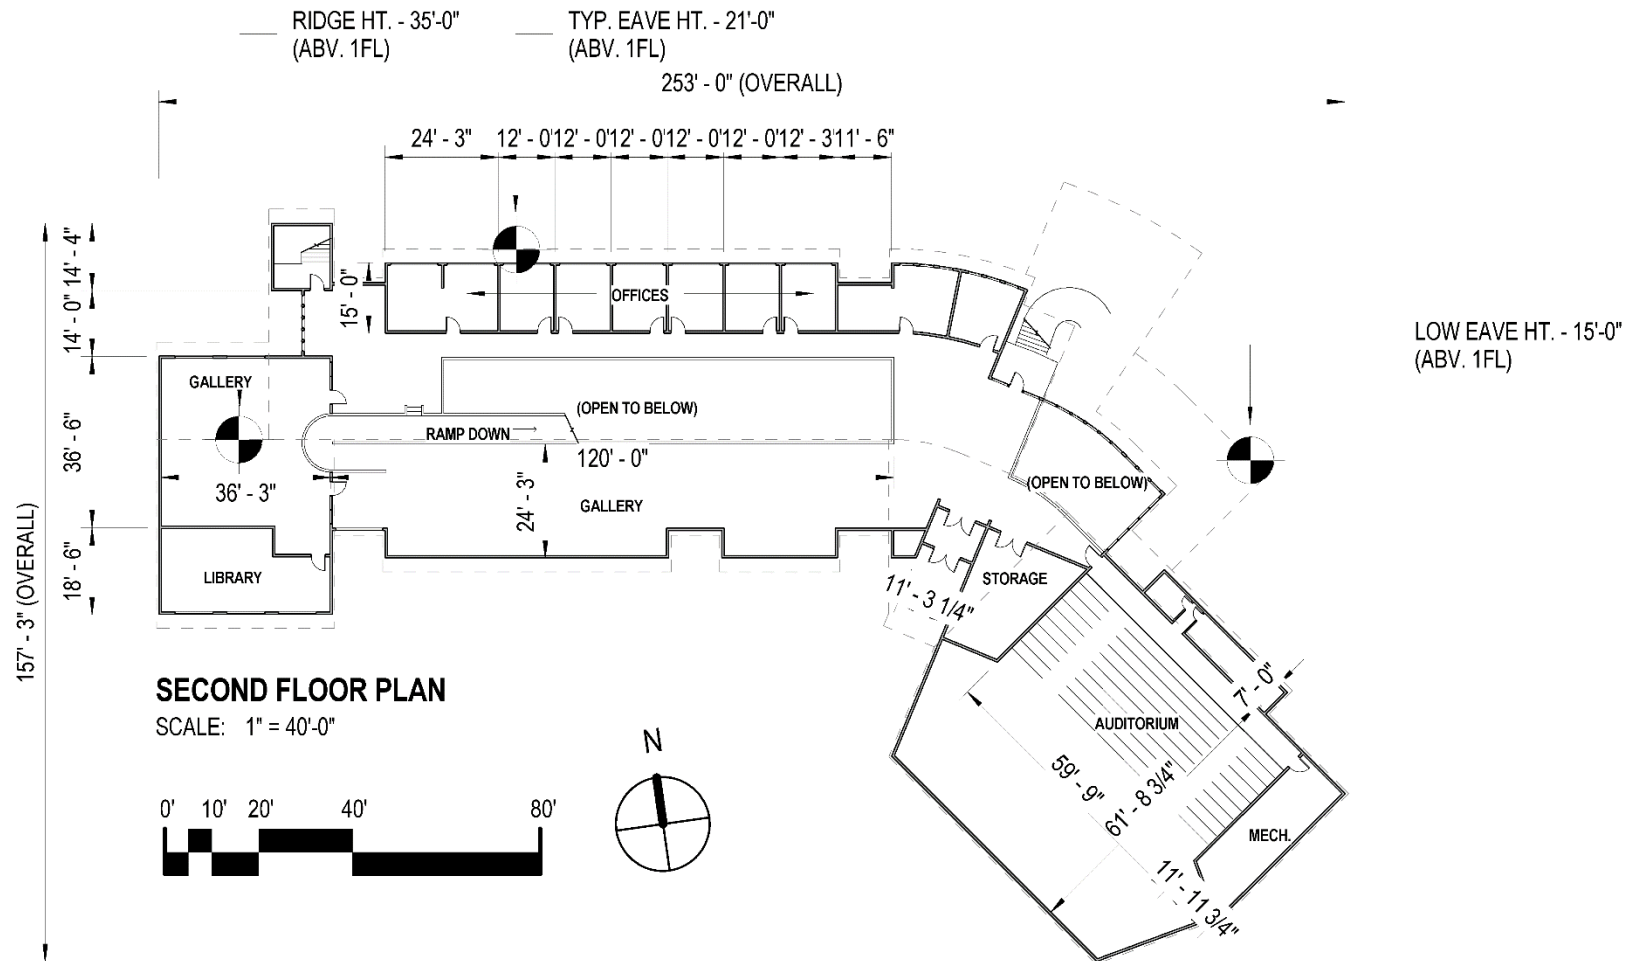 RIDGE HT. - 35'-0"
(ABV. 1FL)
TYP. EAVE HT. - 21'-0"
(ABV. 1FL)
253' - 0" (OVERALL)
24' - 3"
12' - 0'
12' - 0'
12' - 0'
12' - 0'
12' - 0'
12' - 3'
11' - 6"
14' - 4"
14' - 0"
36' - 6"
18' - 6"
157' - 3" (OVERALL)
15' - 0"
OFFICES
LOW EAVE HT. - 15'-0"
(ABV. 1FL)
GALLERY
(OPEN TO BELOW)
RAMP DOWN
120' - 0"
36' - 3"
24' - 3"
GALLERY
(OPEN TO BELOW)
LIBRARY
STORAGE
11' - 3 1/4"
7' - 0"
AUDITORIUM
59' - 9"
61' - 8 3/4"
MECH.
11' - 11 3/4"
SECOND FLOOR PLAN
SCALE: 1" = 40'-0"
N
0' 10' 20' 40' 80'